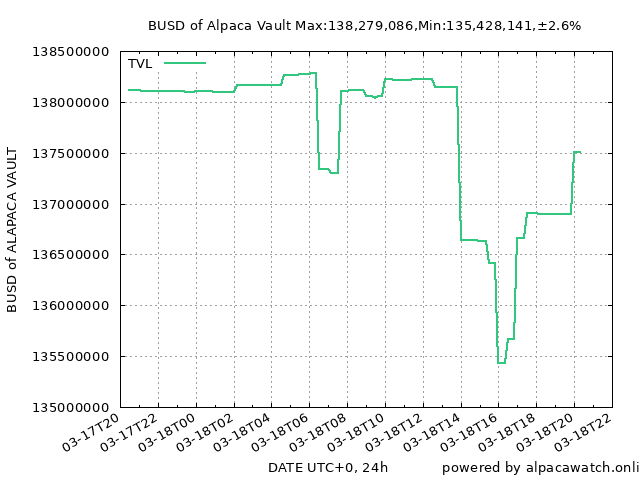 BUSD of Alpaca Vault Max:138,279,086,Min:135,428,141,±2.6%
TVL
138500000
138000000
137500000
137000000
136500000
136000000
135500000
135000000
BUSD of ALAPACA VAULT
03-17T20
03-17T22
03-18T00
03-18T02
03-18T04
03-18T06
03-18T08
03-18T10
03-18T12
03-18T14
03-18T16
03-18T18
03-18T20
03-18T22
DATE UTC+0, 24h
powered by alpacawatch.onli